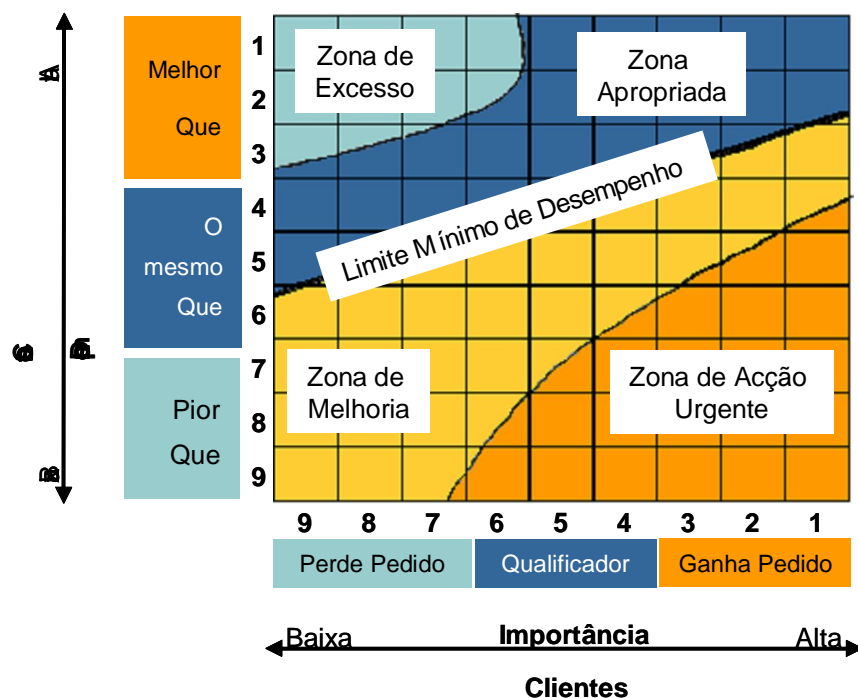 Melhor
Que
O
mesmo
Que
Pior
Que
1
2
3
4
5
6
7
8
9
Zona de
Excesso
Zona
Apropriada
Limite Mínimo de Desempenho
Zona de
Melhoria
Zona de Acção
Urgente
9 8 7 6 5 4 3 2 1
Perde Pedido Qualificador Ganha Pedido
Baixa Importância Alta
Clientes